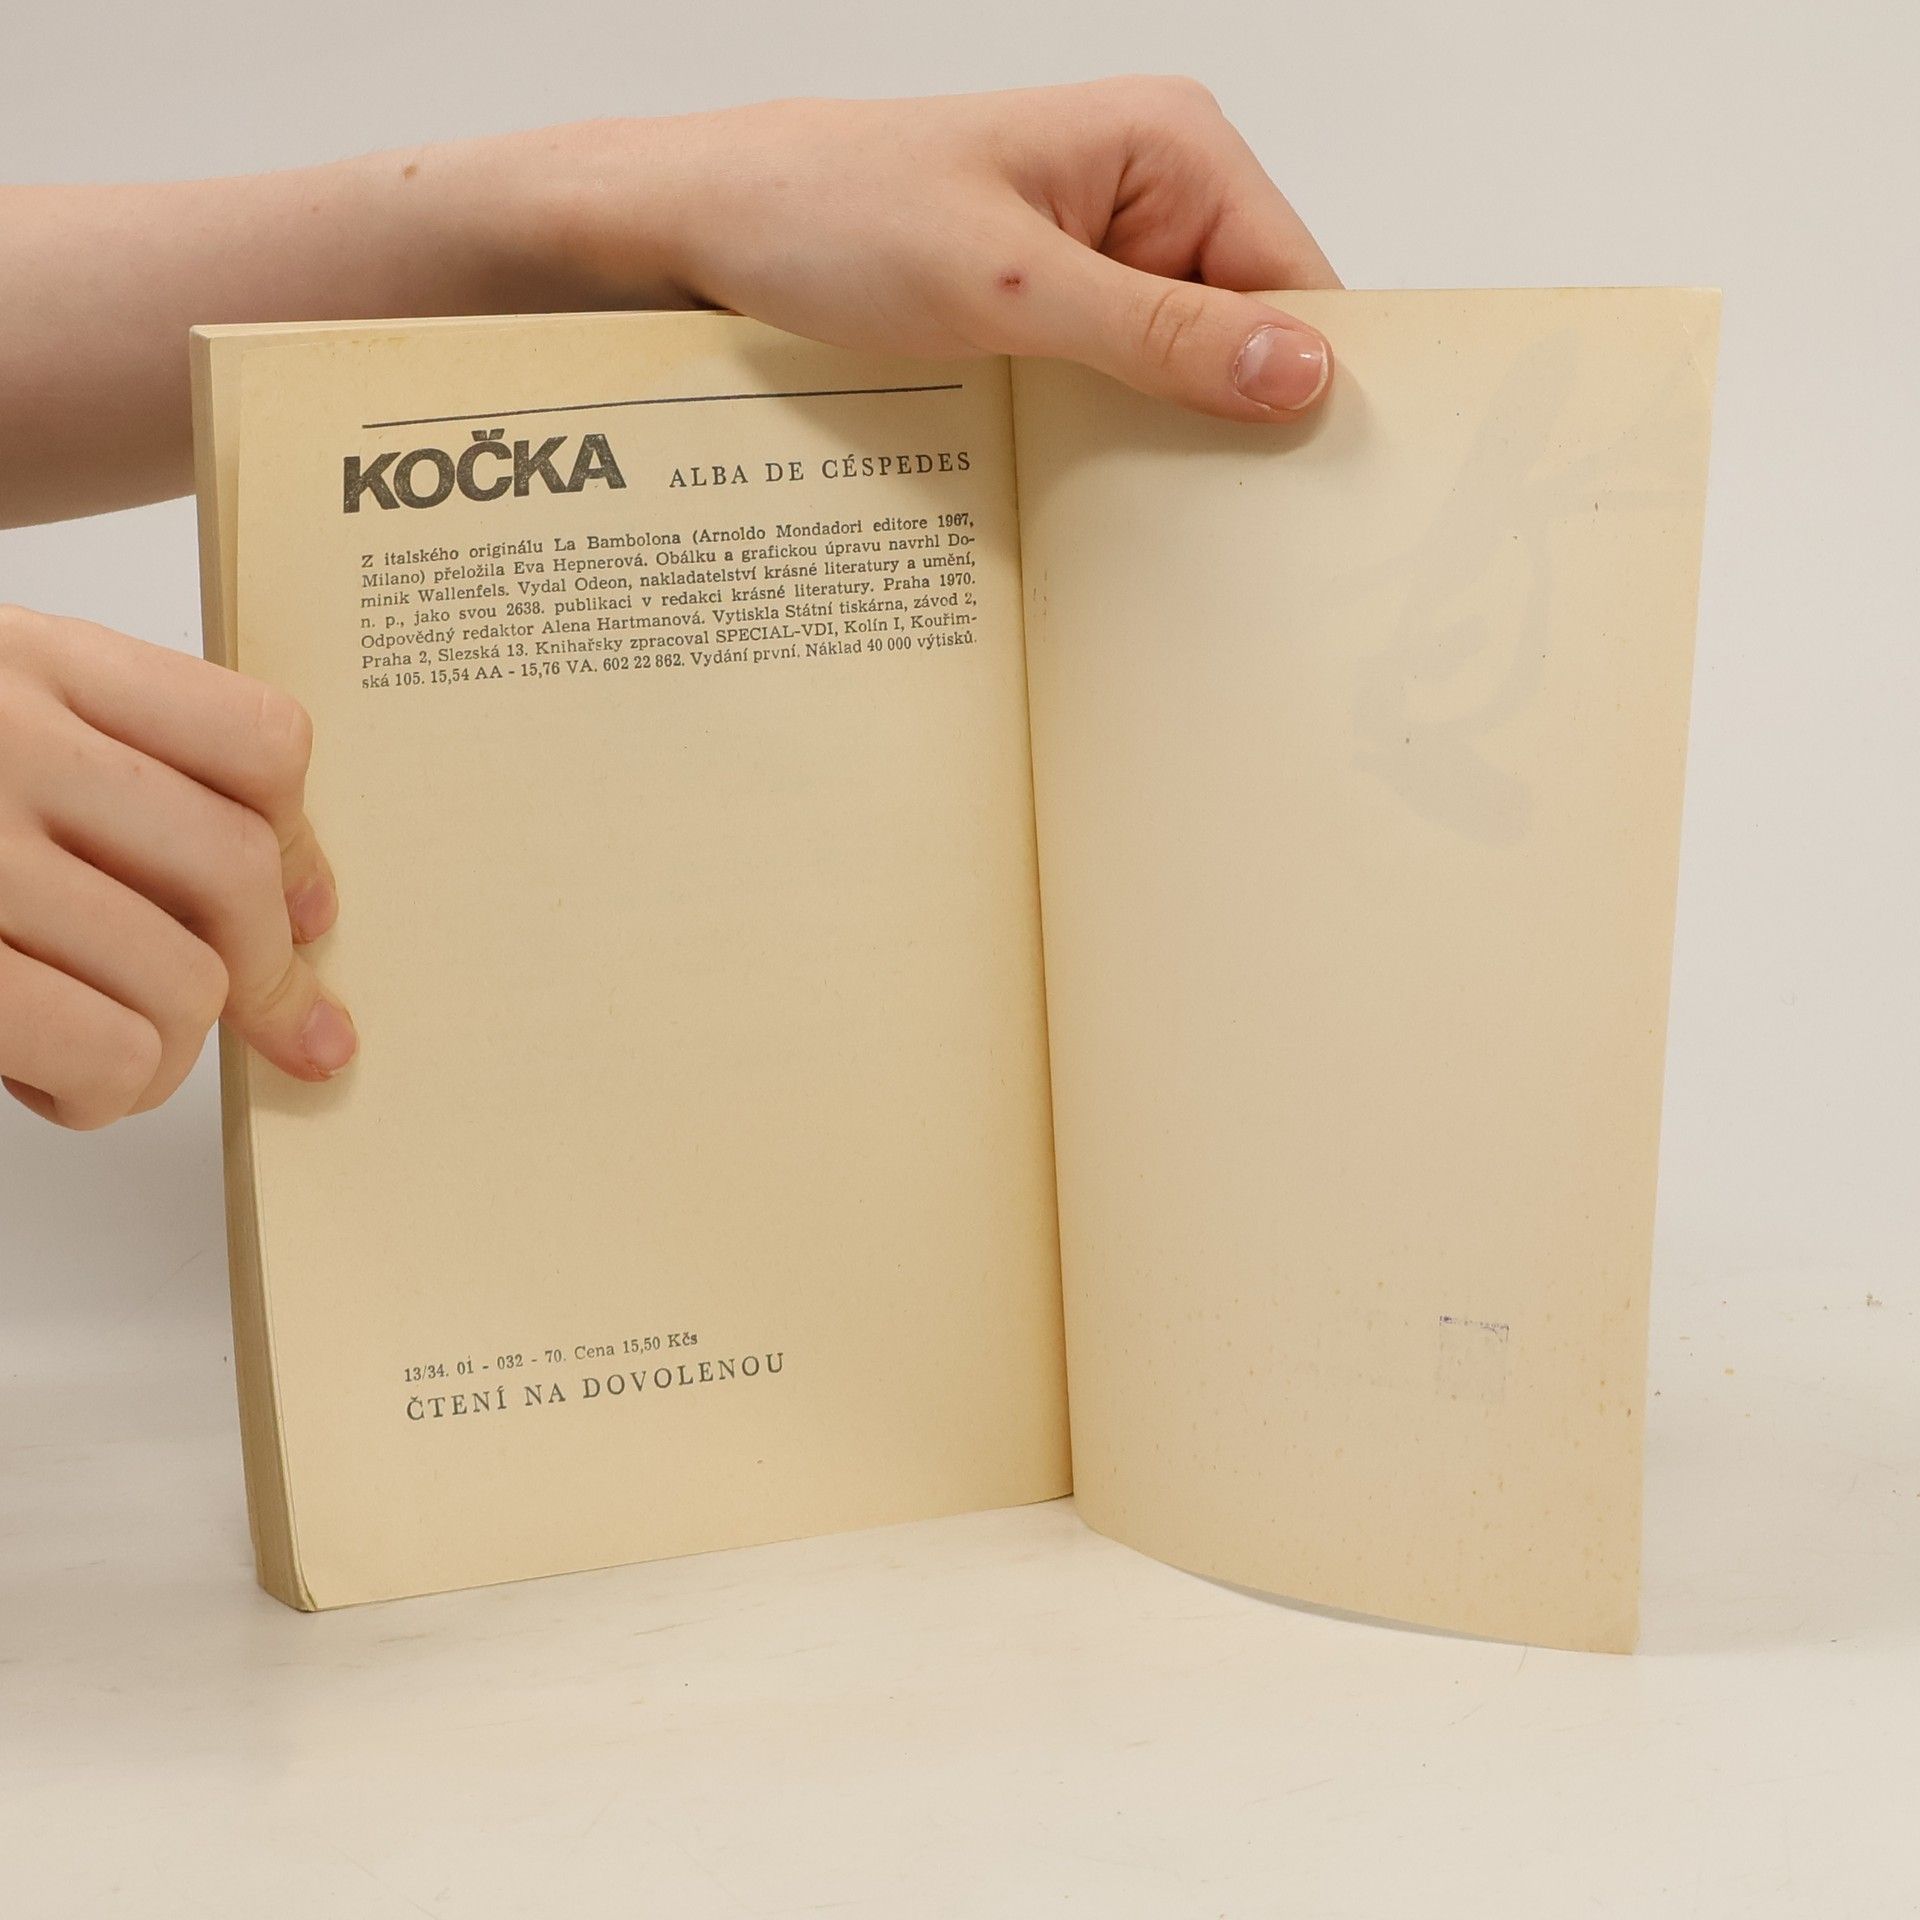 KOČKA ALBA DE CÉSPEDES
Z italského originálu La Bambolona (Arnoldo Mondadori editore 1967,
Milano) přeložila Eva Hepnerová. Obálku a grafickou úpravu navrhl Do-
minik Wallenfels. Vydal Odeon, nakladatelství krásné literatury a umění,
n. p., jako svou 2638. publikaci v redakci krásné literatury. Praha 1970.
Odpovědný redaktor Alena Hartmanová. Vytiskla Státní tiskárna, závod 2,
Praha 2, Slezská 13. Knihařsky zpracoval SPECIAL-VDI, Kolín I, Kouřim-
ská 105. 15,54 AA - 15,76 VA. 602 22 862. Vydání první. Náklad 40 000 výtisků.
13/34. 01 - 032 - 70. Cena 15,50 Kčs
ČTENÍ NA DOVOLENOU